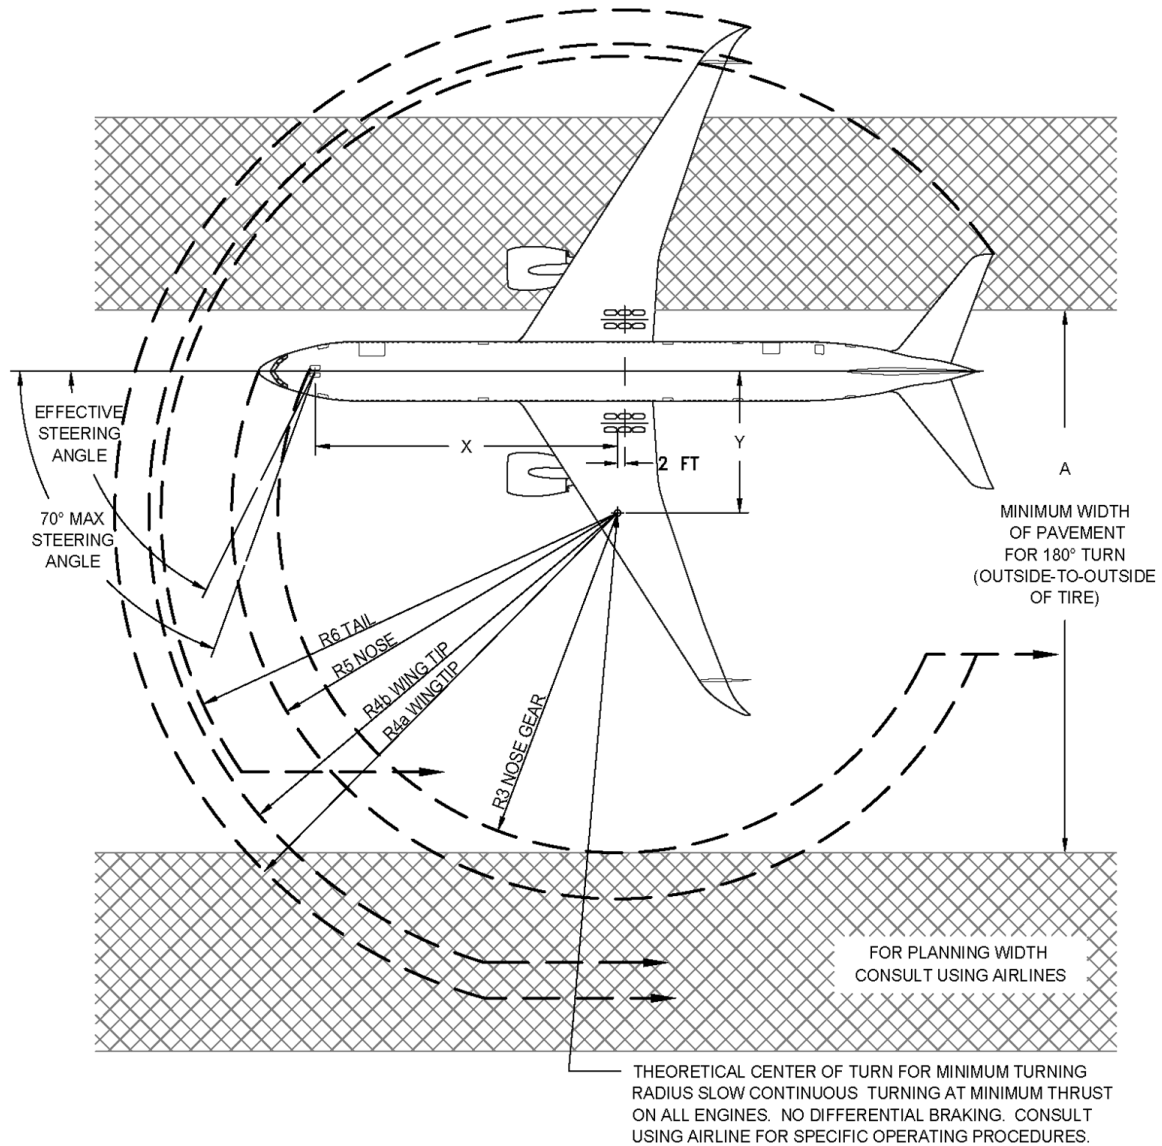 EFFECTIVE
STEERING
ANGLE
70° MAX
STEERING
ANGLE
X
Y
2 FT
A
MINIMUM WIDTH
OF PAVEMENT
FOR 180° TURN
(OUTSIDE-TO-OUTSIDE
OF TIRE)
R6 TAIL
R5 NOSE
R4b WING TIP
R4a WINGTIP
R3 NOSE GEAR
FOR PLANNING WIDTH
CONSULT USING AIRLINES
THEORETICAL CENTER OF TURN FOR MINIMUM TURNING
RADIUS SLOW CONTINUOUS TURNING AT MINIMUM THRUST
ON ALL ENGINES. NO DIFFERENTIAL BRAKING. CONSULT
USING AIRLINE FOR SPECIFIC OPERATING PROCEDURES.